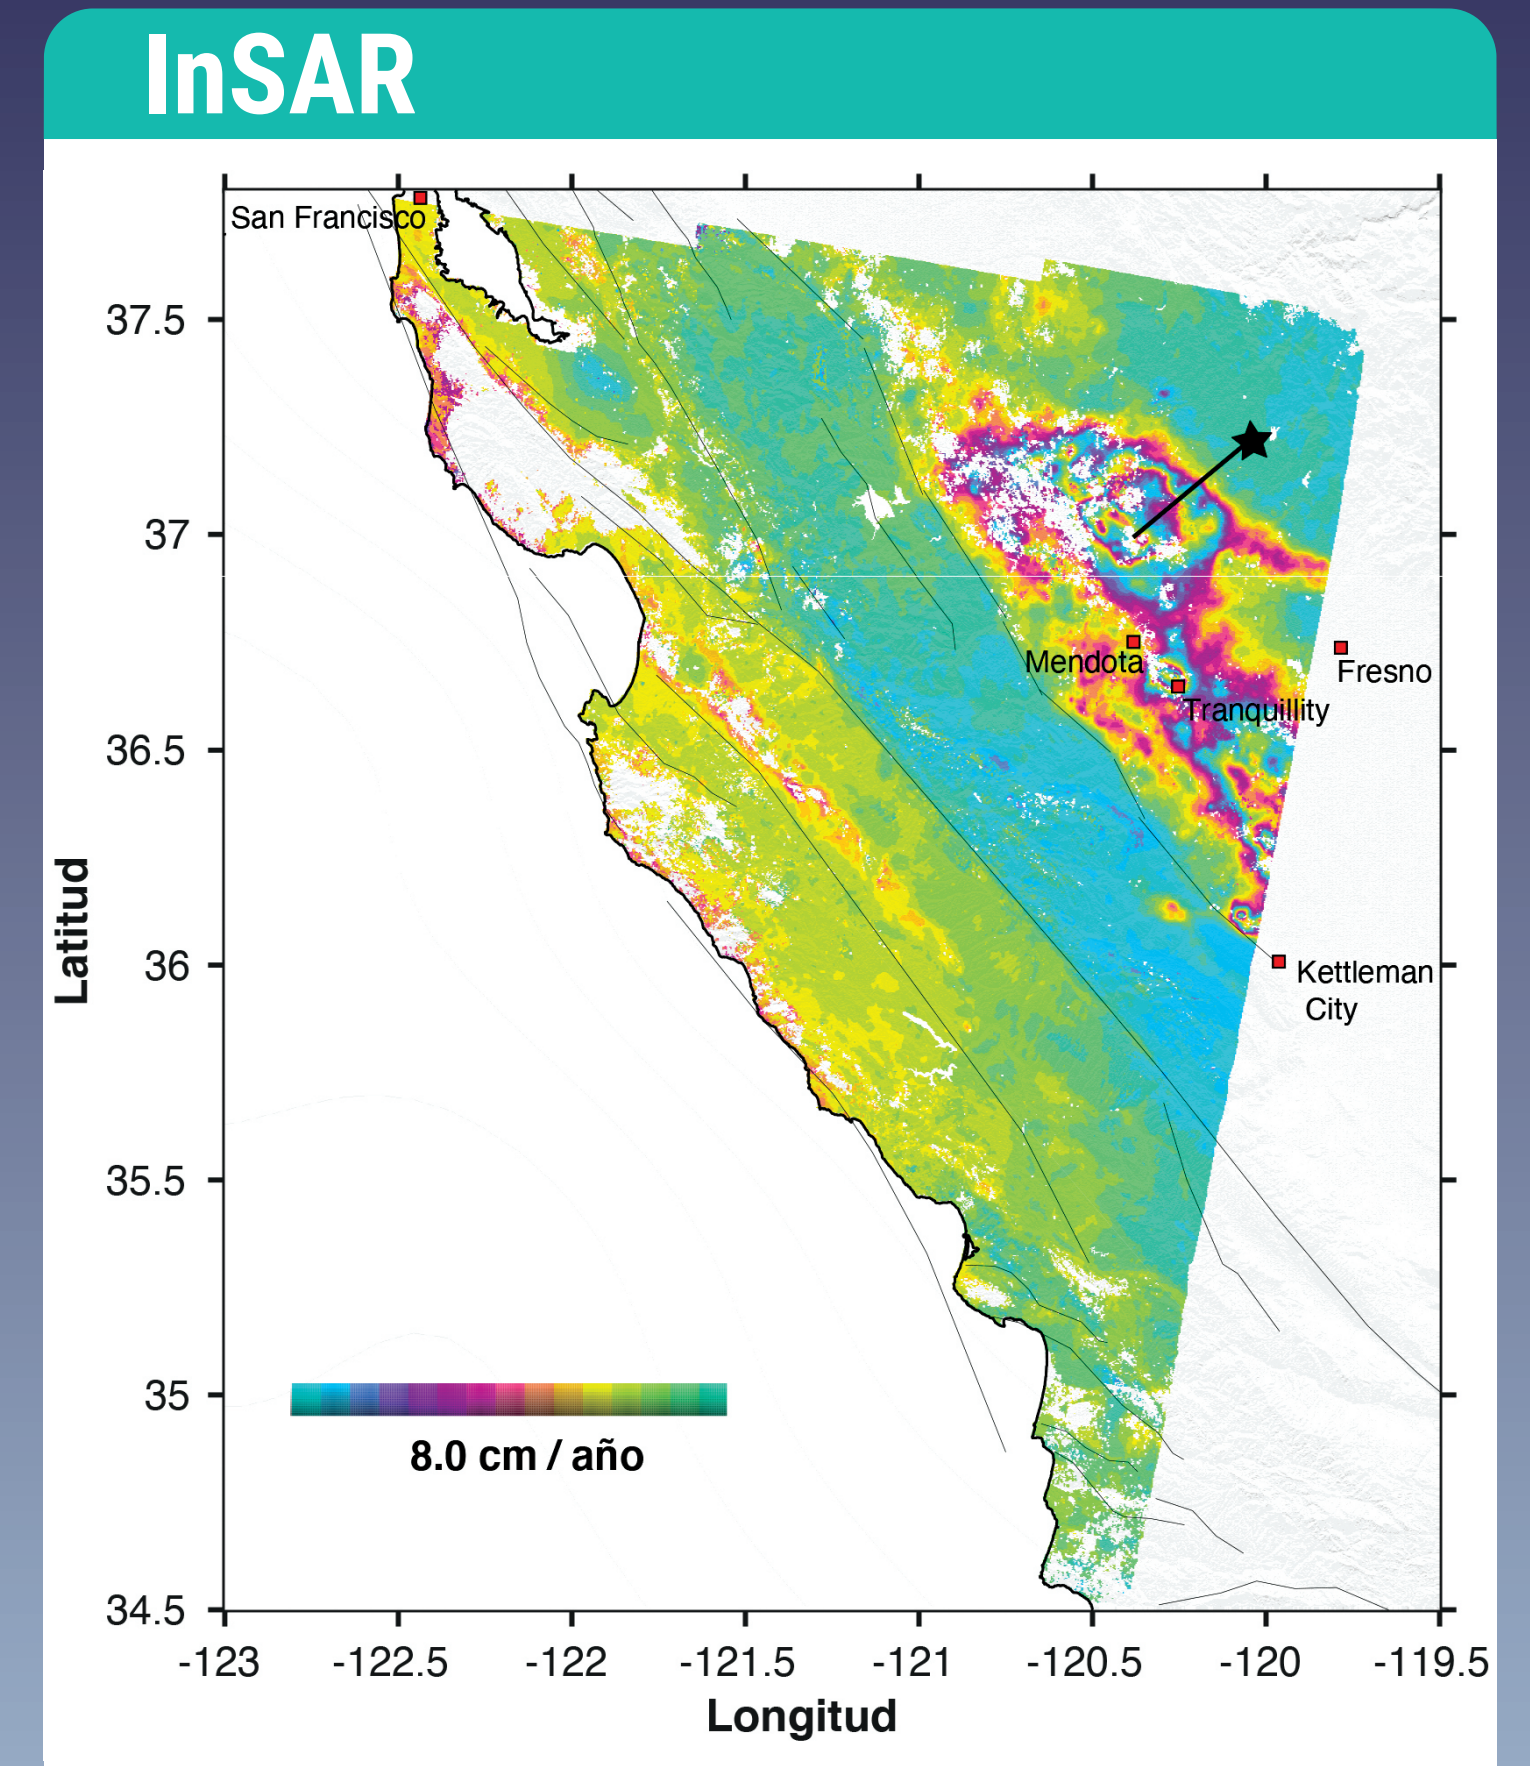 InSAR
San Francisco
37.5
37
Mendota
Fresno
Tranquillity
36.5
Latitud
36
Kettleman
City
35.5
35
8.0 cm / año
34.5
-123
-122.5
-122
-121.5
-121
-120.5
-120
-119.5
Longitud